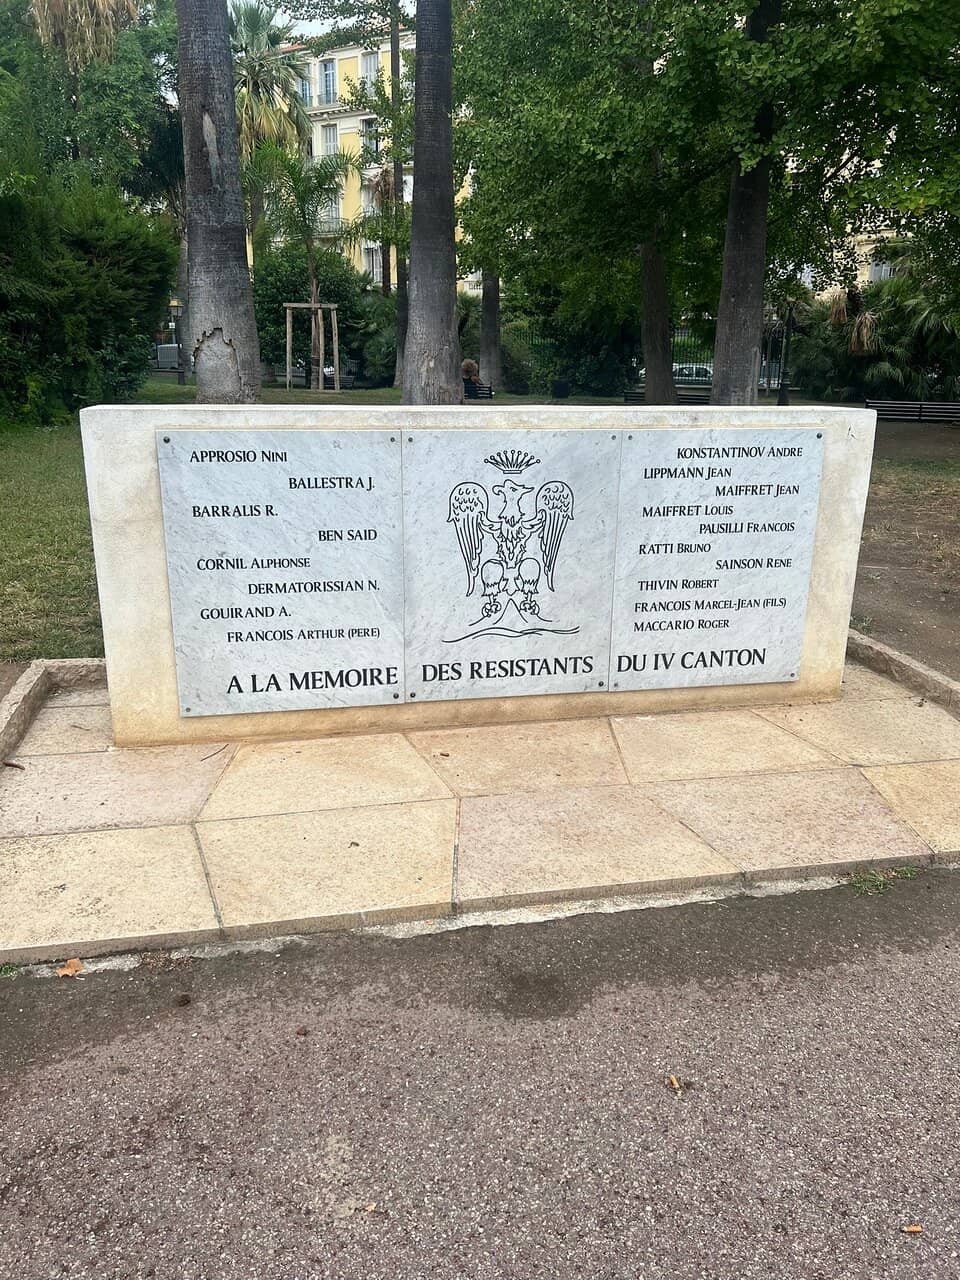 APPROSIO NINI
BALLESTRA J.
BARRALIS R.
BEN SAID
CORNIL ALPHONSE
DERMATORISSIAN N.
GOUIRAND A.
FRANCOIS ARTHUR (PERE)
KONSTANTINOV ANDRE
LIPPMANN JEAN
MAIFFRET JEAN
MAIFFRET LOUIS
PAUSILLI FRANCOIS
RATTI BRUNO
SAINSON RENE
THIVIN ROBERT
FRANCOIS MARCEL-JEAN (FILS)
MACCARIO ROGER
A LA MEMOIRE DES RESISTANTS DU IV CANTON